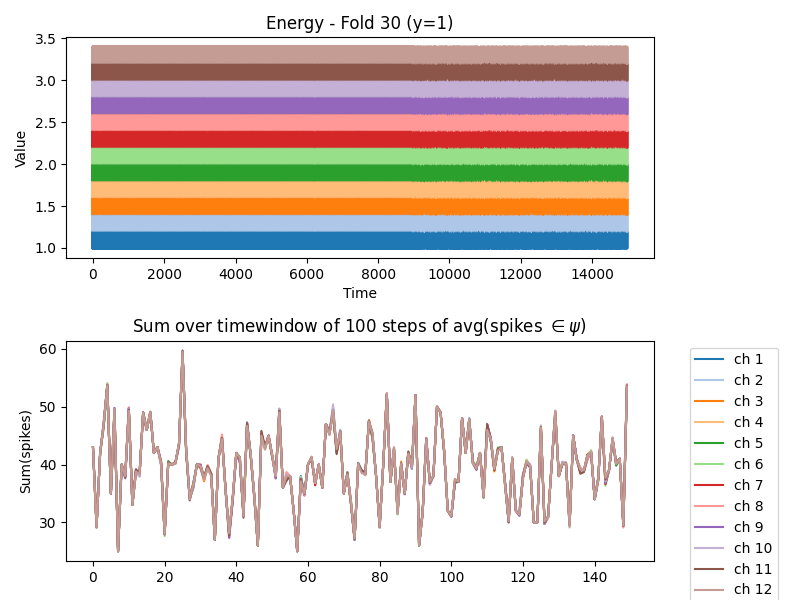 Energy - Fold 30 (y=1)
3.5
3.0
2.5
2.0
1.5
1.0
Value
0 2000 4000 6000 8000 10000 12000 14000
Time
Sum over timewindow of 100 steps of avg(spikes ∈ψ)
60
50
40
30
Sum(spikes)
0 20 40 60 80 100 120 140
ch 1
ch 2
ch 3
ch 4
ch 5
ch 6
ch 7
ch 8
ch 9
ch 10
ch 11
ch 12